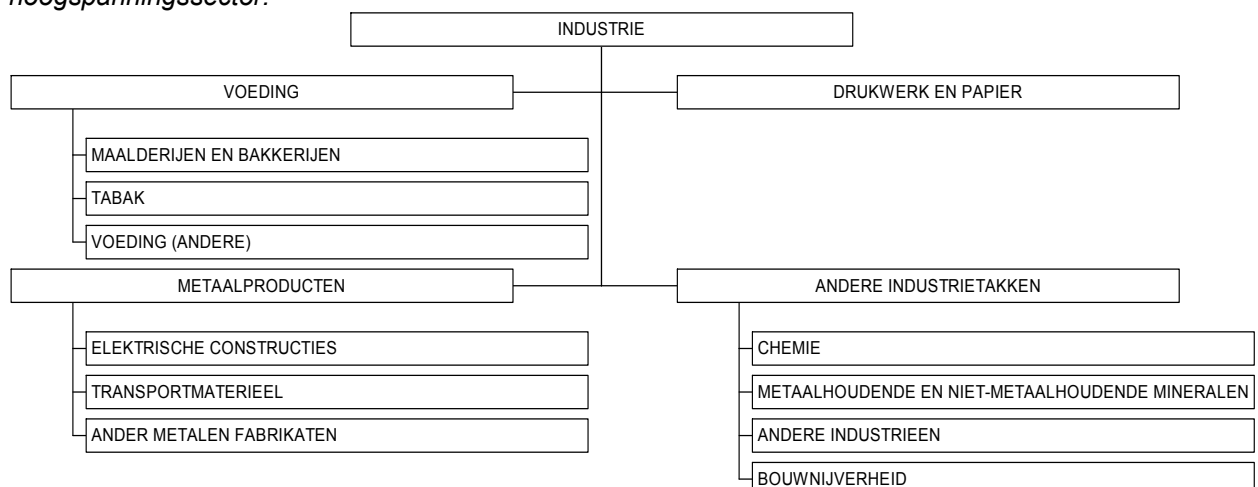 hoogspanningssector.
INDUSTRIE
VOEDING
DRUKWERK EN PAPIER
MAALDERIJEN EN BAKKERIJEN
TABAK
VOEDING (ANDERE)
METAALPRODUCTEN
ANDERE INDUSTRIETAKKEN
ELEKTRISCHE CONSTRUCTIES
TRANSPORTMATERIEEL
ANDER METALEN FABRIKATEN
CHEMIE
METAALHOUDENDE EN NIET-METAALHOUDENDE MINERALEN
ANDERE INDUSTRIEEN
BOUWNIJVERHEID